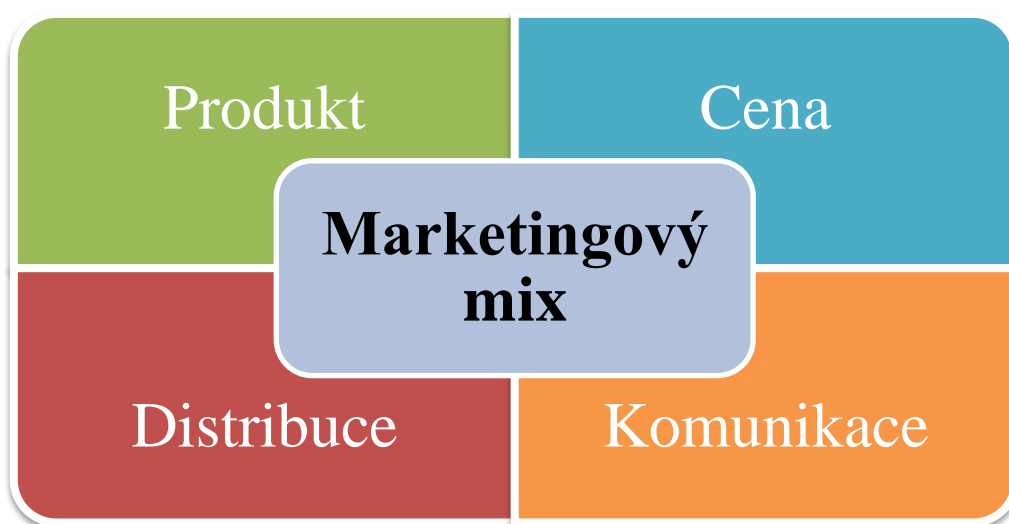 Produkt
Cena
Marketingový
mix
Distribuce
Komunikace